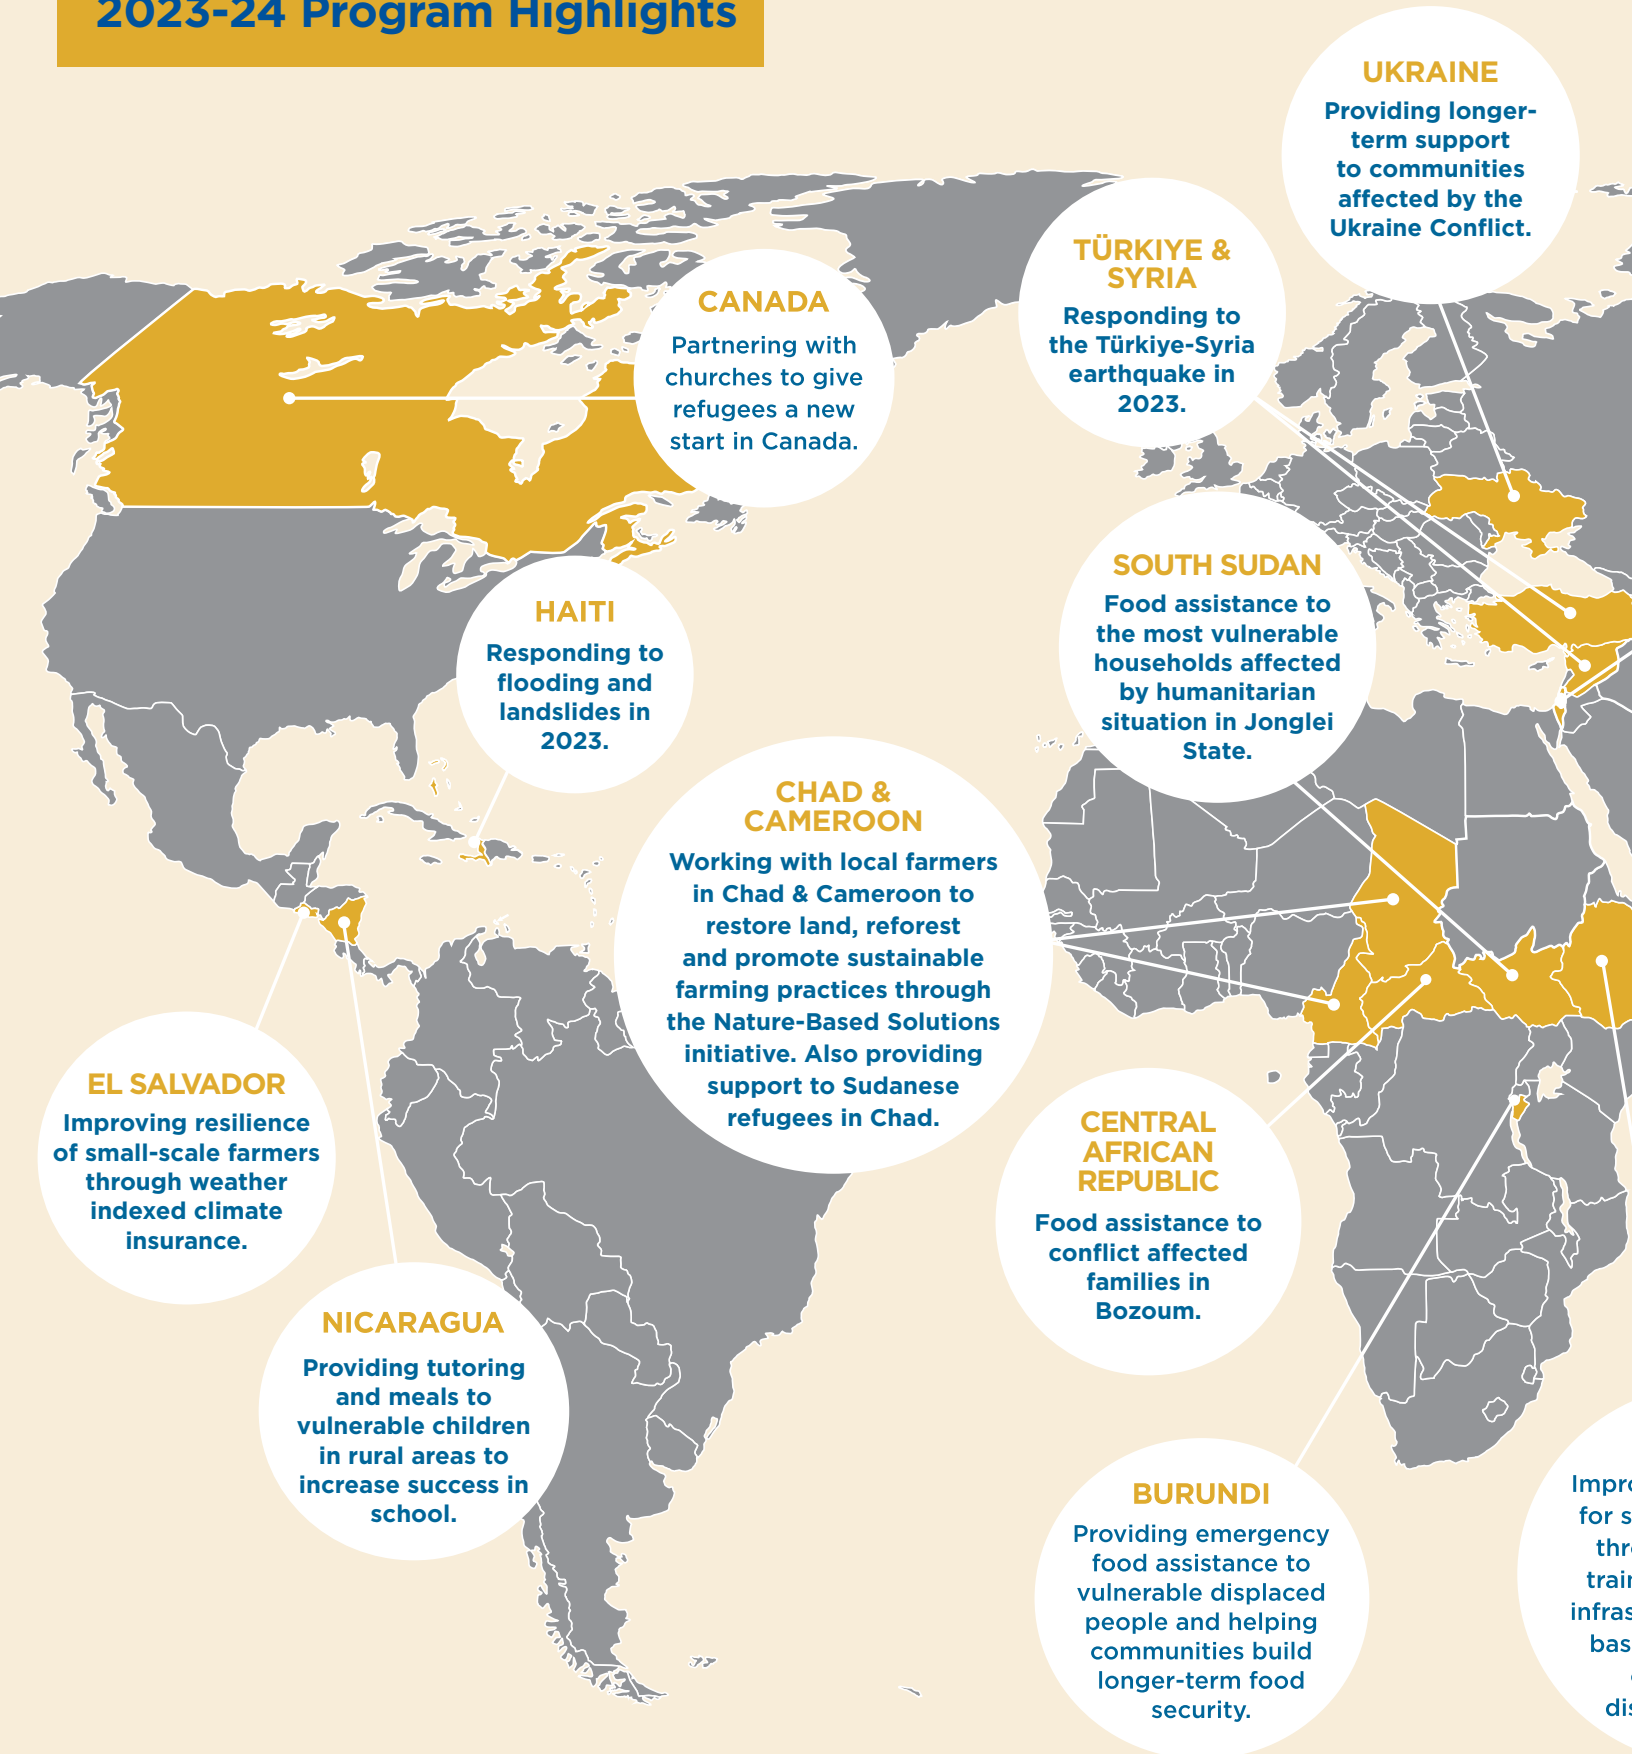 2023-24 Program Highlights
UKRAINE
Providing longer-
term support
to communities
affected by the
Ukraine Conflict.
TÜRKIYE &
SYRIA
Responding to
the Türkiye-Syria
earthquake in
2023.
CANADA
Partnering with
churches to give
refugees a new
start in Canada.
SOUTH SUDAN
Food assistance to
the most vulnerable
households affected
by humanitarian
situation in Jonglei
State.
HAITI
Responding to
flooding and
landslides in
2023.
CHAD &
CAMEROON
Working with local farmers
in Chad & Cameroon to
restore land, reforest
and promote sustainable
farming practices through
the Nature-Based Solutions
initiative. Also providing
support to Sudanese
refugees in Chad.
EL SALVADOR
Improving resilience
of small-scale farmers
through weather
indexed climate
insurance.
CENTRAL
AFRICAN
REPUBLIC
Food assistance to
conflict affected
families in
Bozoum.
NICARAGUA
Providing tutoring
and meals to
vulnerable children
in rural areas to
increase success in
school.
BURUNDI
Providing emergency
food assistance to
vulnerable displaced
people and helping
communities build
longer-term food
security.
for